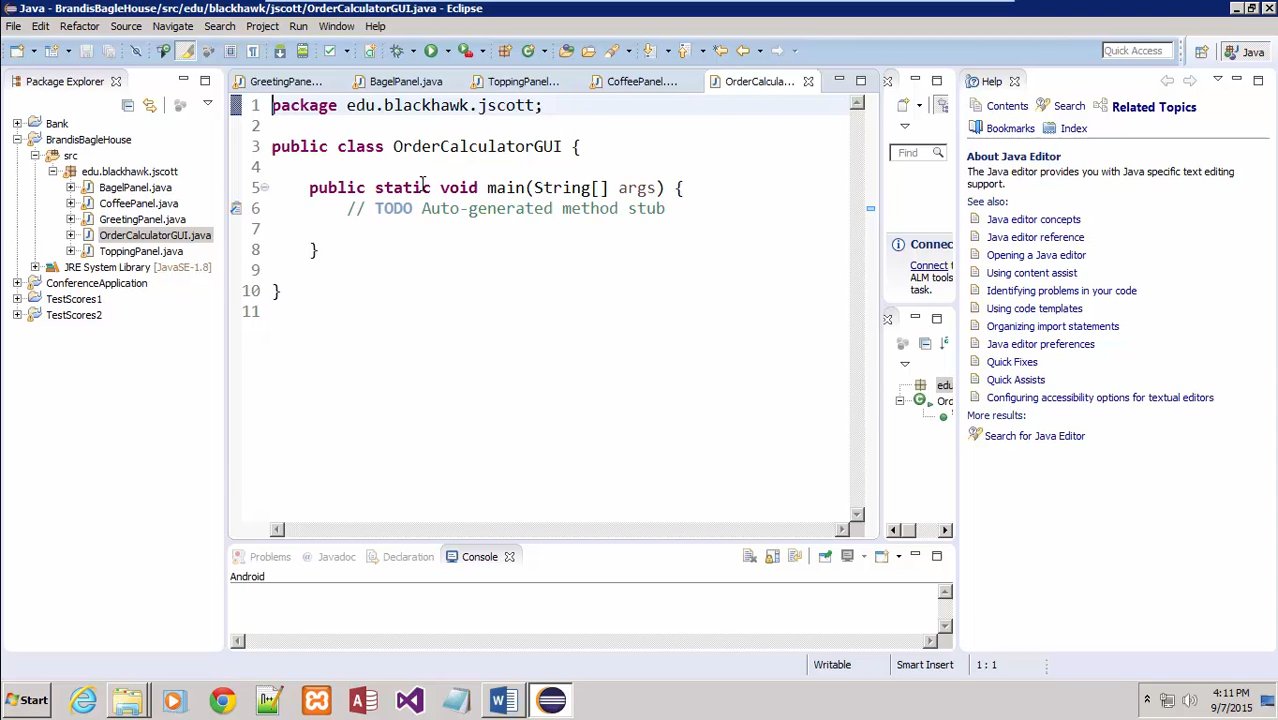 Java - BrandisBagleHouse/src/edu/blackhawk/jscott/OrderCalculatorGUI.java - Eclipse
File Edit Refactor Source Navigate Search Project Run Window Help
Quick Access
Java
Package Explorer
GreetingPane...
BagelPanel.java
ToppingPanel...
CoffeePanel....
OrderCalcula...
Help
Contents
Search
Related Topics
Bookmarks
Index
Bank
BrandisBagleHouse
src
edu.blackhawk.jscott
BagelPanel.java
CoffeePanel.java
GreetingPanel.java
OrderCalculatorGUI.java
ToppingPanel.java
JRE System Library [JavaSE-1.8]
ConferenceApplication
TestScores1
TestScores2
1 package edu.blackhawk.jscott;
2
3 public class OrderCalculatorGUI {
4
5 public static void main(String[] args) {
6 // TODO Auto-generated method stub
7
8 }
9
10 }
11
Find
Connec
Connect t
ALM tools
task.
edu
Ord
About Java Editor
The Java editor provides you with Java specific text editing
support.
See also:
Java editor concepts
Java editor reference
Opening a Java editor
Using content assist
Identifying problems in your code
Using code templates
Organizing import statements
Java editor preferences
Quick Fixes
Quick Assists
Configuring accessibility options for textual editors
More results:
Search for Java Editor
Problems
@ Javadoc
Declaration
Console
Android
Writable
Smart Insert
1 : 1
Start
4:11 PM
9/7/2015